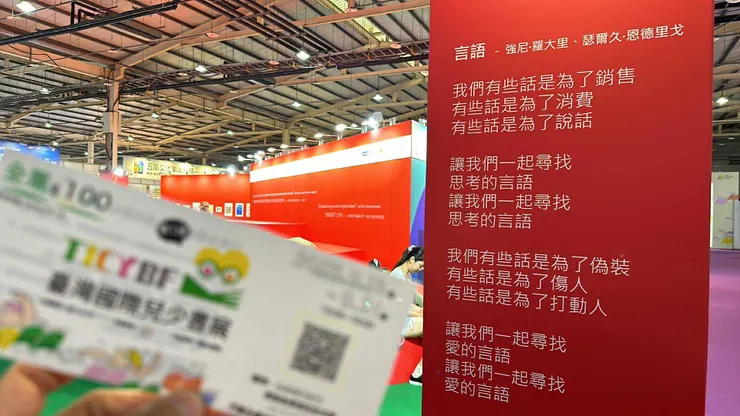 言語 - 強尼·羅大里、瑟爾久·恩德里戈
我們有些話是為了銷售
有些話是為了消費
有些話是為了說話
讓我們一起尋找
思考的言語
讓我們一起尋找
思考的言語
我們有些話是為了偽裝
有些話是為了傷人
有些話是為了打動人
讓我們一起尋找
愛的言語
讓我們一起尋找
愛的言語
全票$100
TICYBF
臺灣國際兒少書展